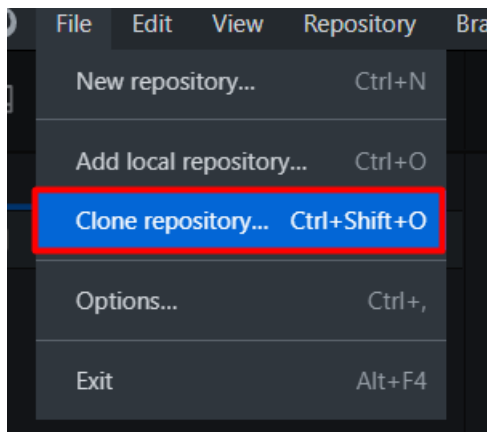 File Edit View Repository Bra
New repository... Ctrl+N
Add local repository... Ctrl+O
Clone repository... Ctrl+Shift+O
Options... Ctrl+,
Exit Alt+F4